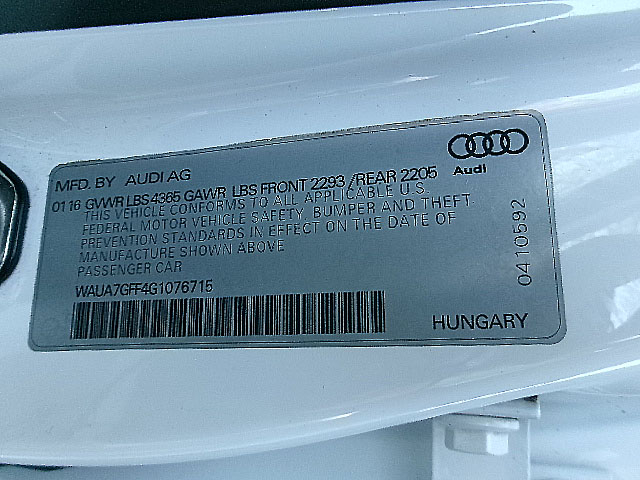 MFD. BY AUDI AG
Audi
01 16 GVWR LBS 4365 GAWR LBS FRONT 2293 / REAR 2205
THIS VEHICLE CONFORMS TO ALL APPLICABLE U.S.
FEDERAL MOTOR VEHICLE SAFETY, BUMPER AND THEFT
PREVENTION STANDARDS IN EFFECT ON THE DATE OF
MANUFACTURE SHOWN ABOVE
PASSENGER CAR
WAUA7GFF4G1076715
0410592
HUNGARY